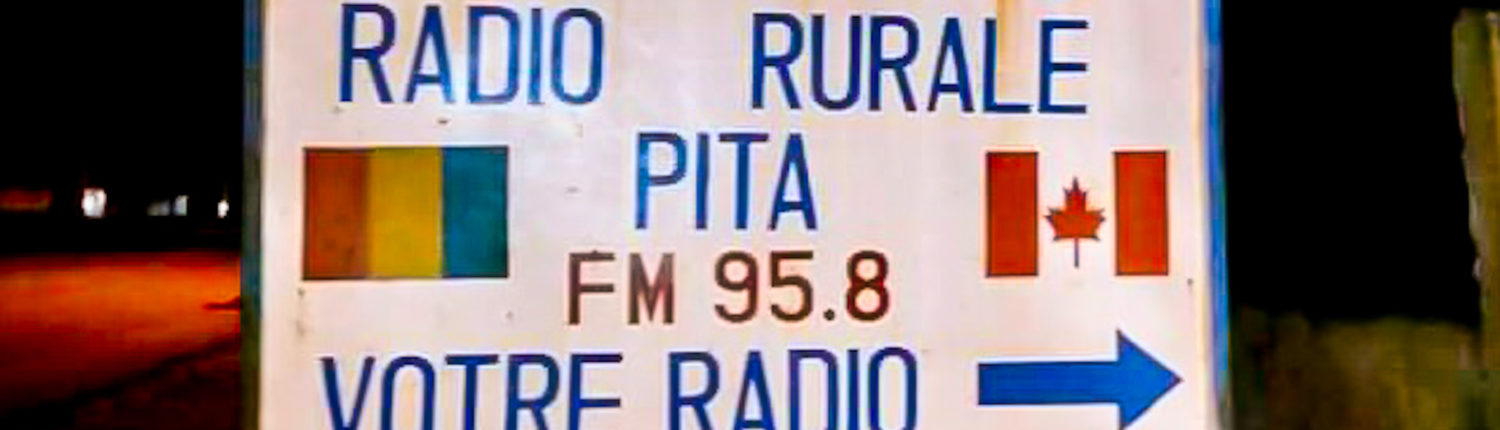 RADIO RURALE
PITA
FM 95.8
VOTRE RADIO